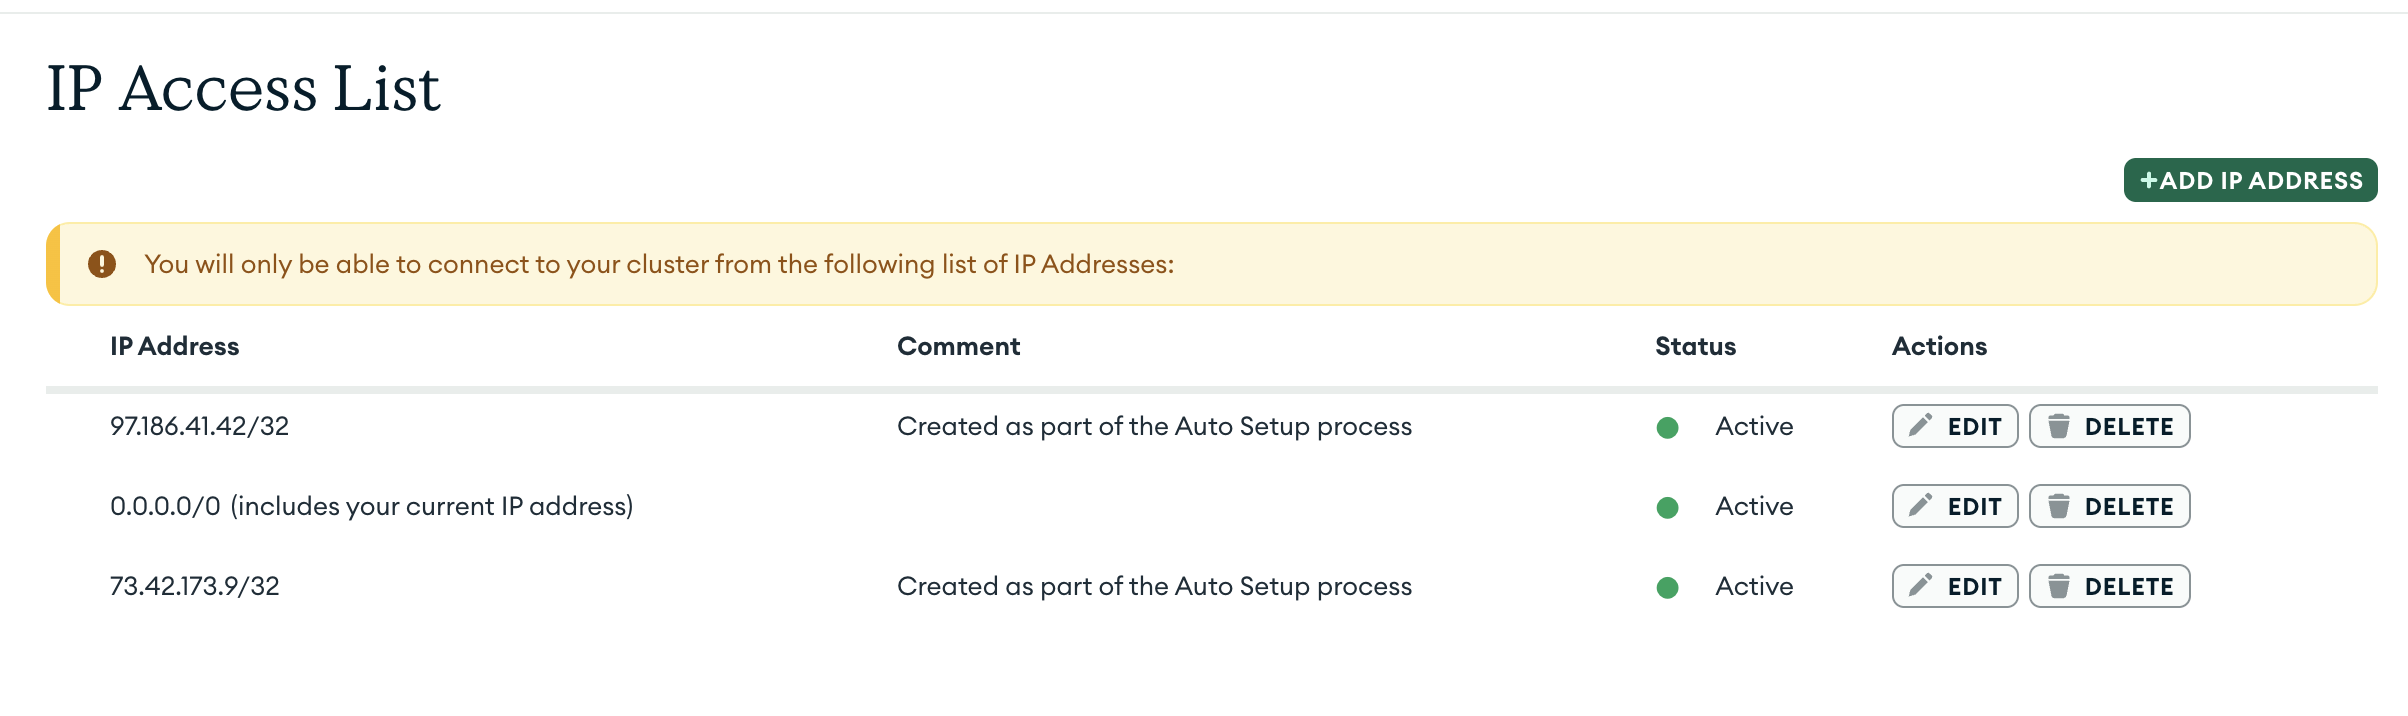 IP Access List
+ADD IP ADDRESS
You will only be able to connect to your cluster from the following list of IP Addresses:
IP Address Comment Status Actions
97.186.41.42/32 Created as part of the Auto Setup process Active EDIT DELETE
0.0.0.0/0 (includes your current IP address) Active EDIT DELETE
73.42.173.9/32 Created as part of the Auto Setup process Active EDIT DELETE